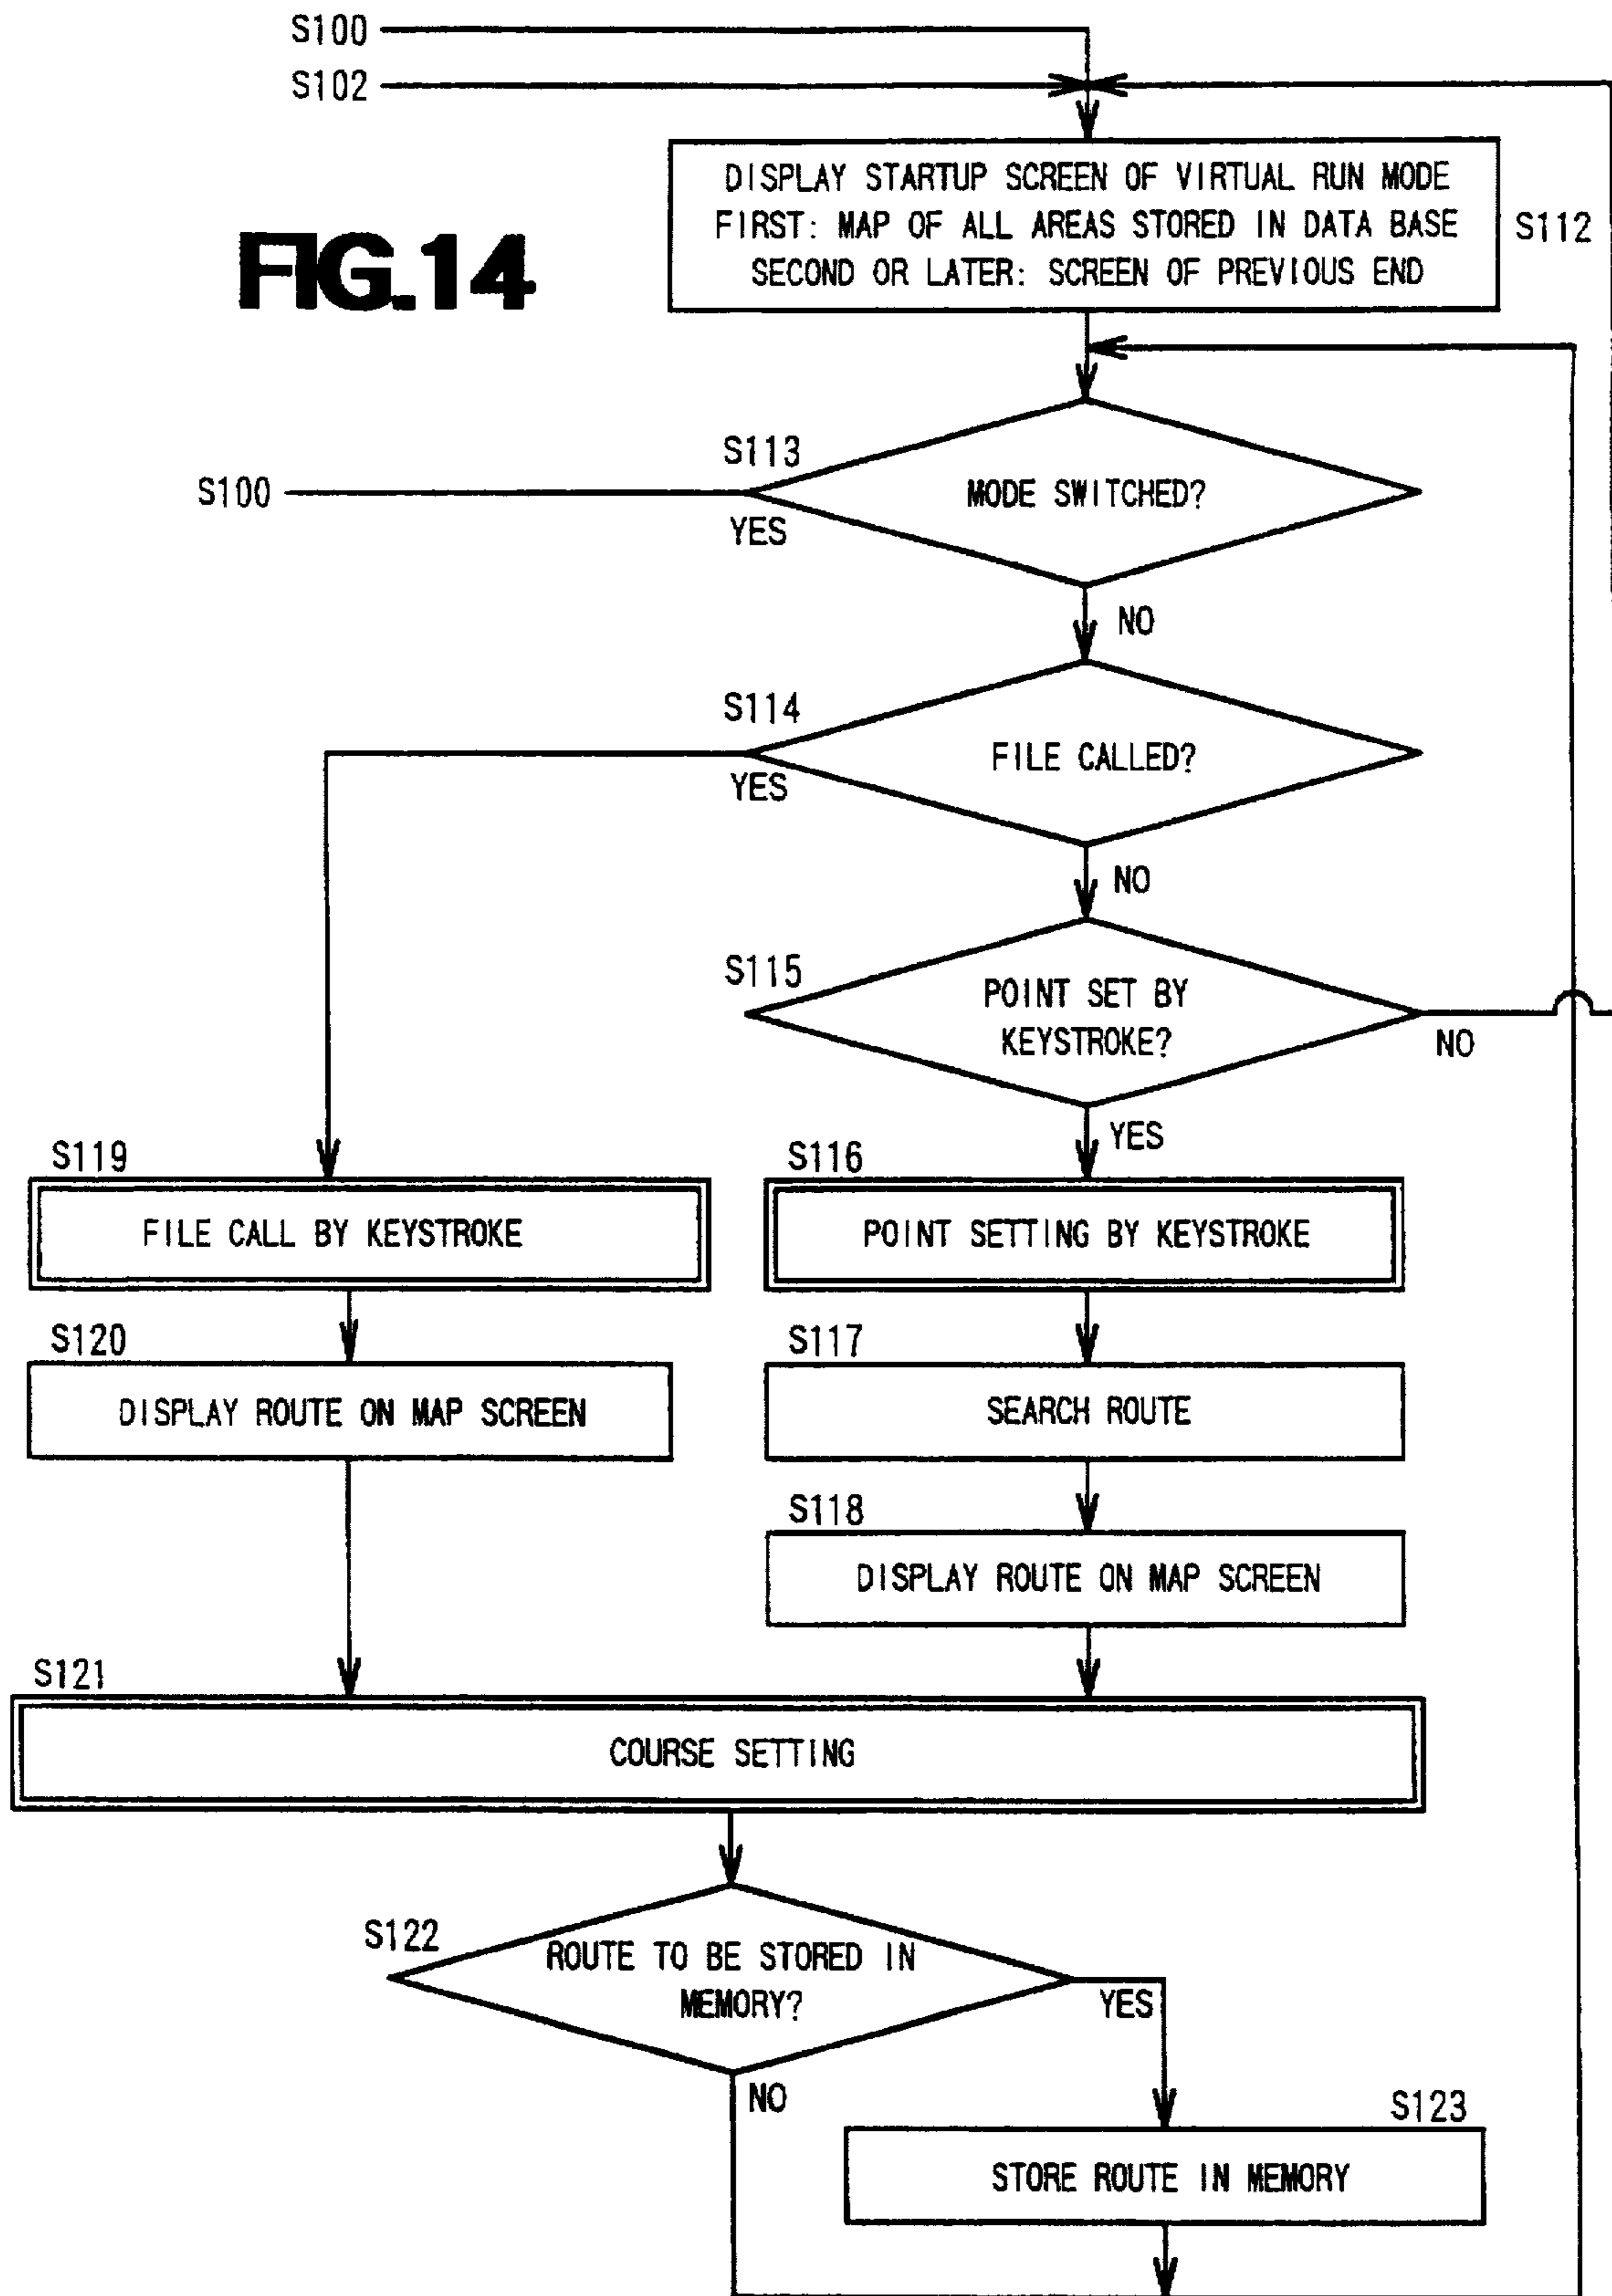 S100
S102
DISPLAY STARTUP SCREEN OF VIRTUAL RUN MODE
FIRST: MAP OF ALL AREAS STORED IN DATA BASE
SECOND OR LATER: SCREEN OF PREVIOUS END
S112
FIG.14
S113
MODE SWITCHED?
S100
YES
NO
S114
FILE CALLED?
YES
NO
S115
POINT SET BY
KEYSTROKE?
NO
YES
S119
FILE CALL BY KEYSTROKE
S116
POINT SETTING BY KEYSTROKE
S120
DISPLAY ROUTE ON MAP SCREEN
S117
SEARCH ROUTE
S118
DISPLAY ROUTE ON MAP SCREEN
S121
COURSE SETTING
S122
ROUTE TO BE STORED IN
MEMORY?
YES
NO
S123
STORE ROUTE IN MEMORY